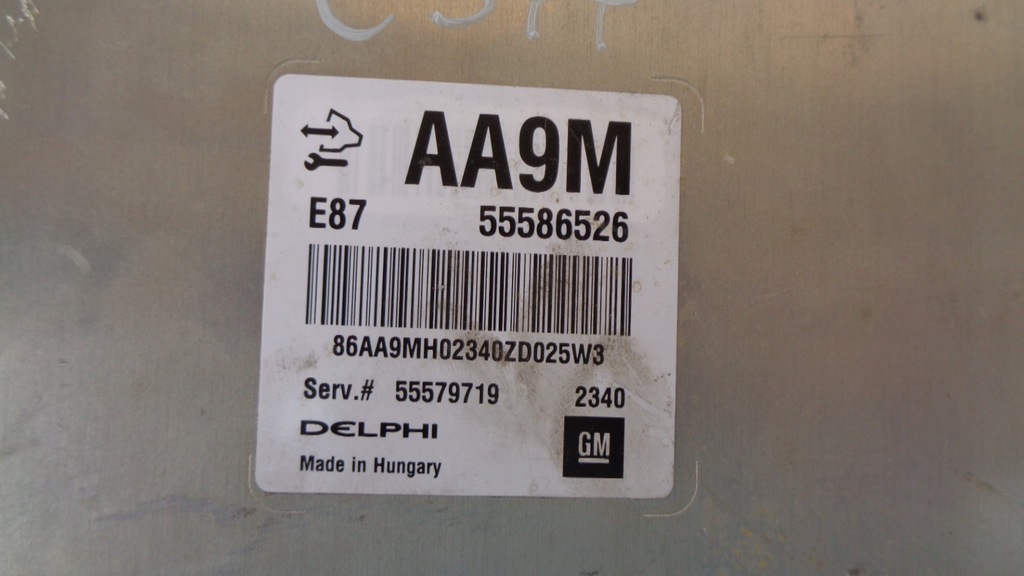 AA9M
E87 55586526
86AA9MH02340ZD025W3
Serv.# 55579719 2340
DELPHI
GM
Made in Hungary